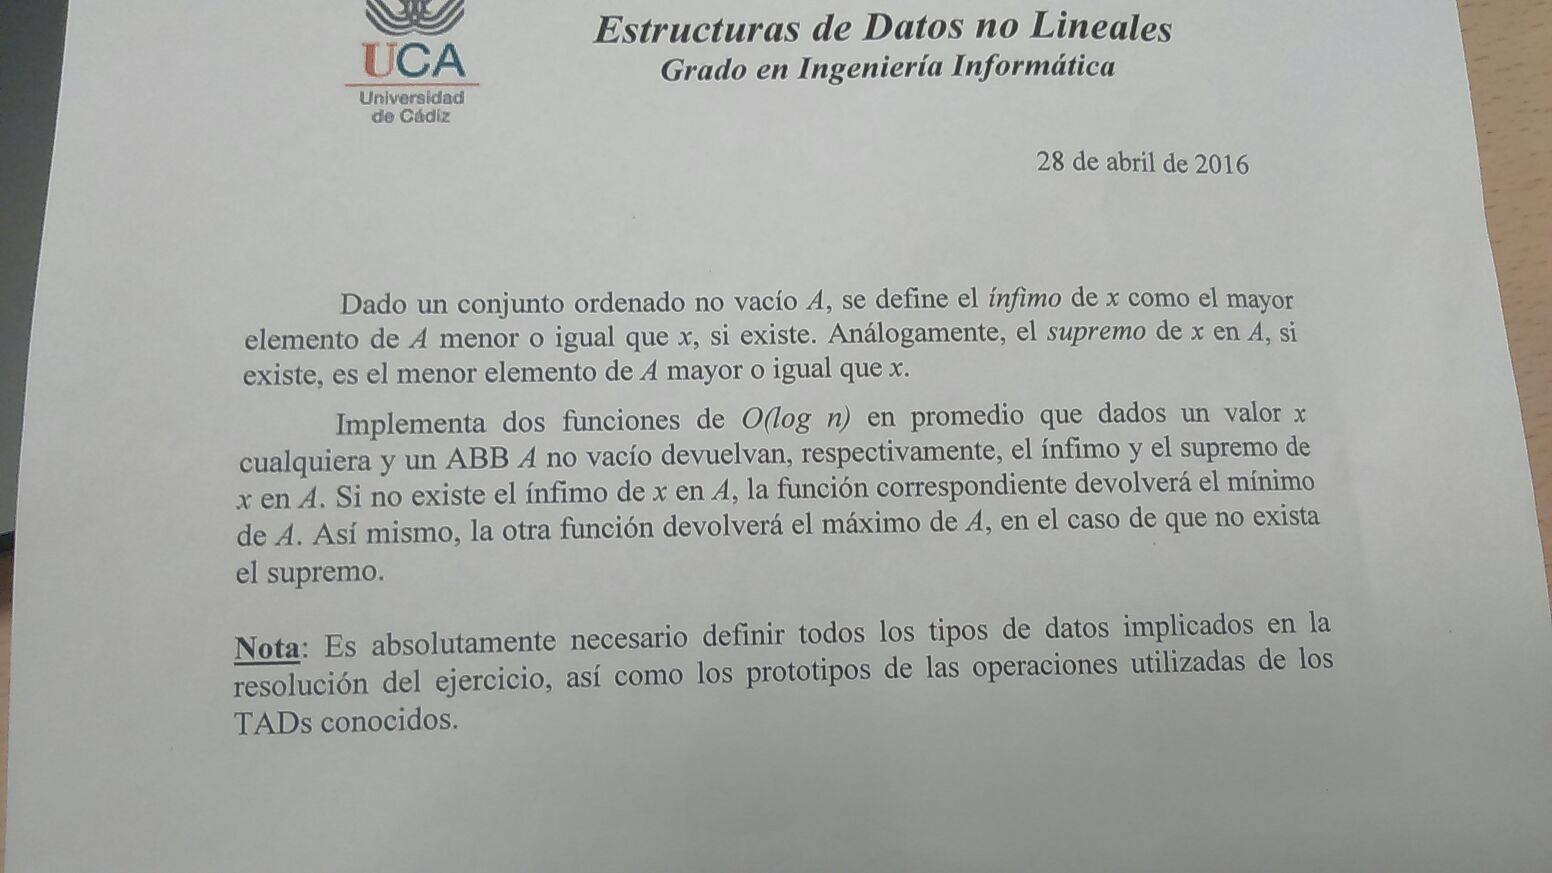 Estructuras de Datos no Lineales
Grado en Ingeniería Informática
UCA
Universidad
de Cádiz
28 de abril de 2016
Dado un conjunto ordenado no vacío A, se define el ínfimo de x como el mayor
elemento de A menor o igual que x, si existe. Análogamente, el supremo de x en A, si
existe, es el menor elemento de A mayor o igual que x.
Implementa dos funciones de O(log n) en promedio que dados un valor x
cualquiera y un ABB A no vacío devuelvan, respectivamente, el ínfimo y el supremo de
x en A. Si no existe el ínfimo de x en A, la función correspondiente devolverá el mínimo
de A. Así mismo, la otra función devolverá el máximo de A, en el caso de que no exista
el supremo.
Nota: Es absolutamente necesario definir todos los tipos de datos implicados en la
resolución del ejercicio, así como los prototipos de las operaciones utilizadas de los
TADs conocidos.